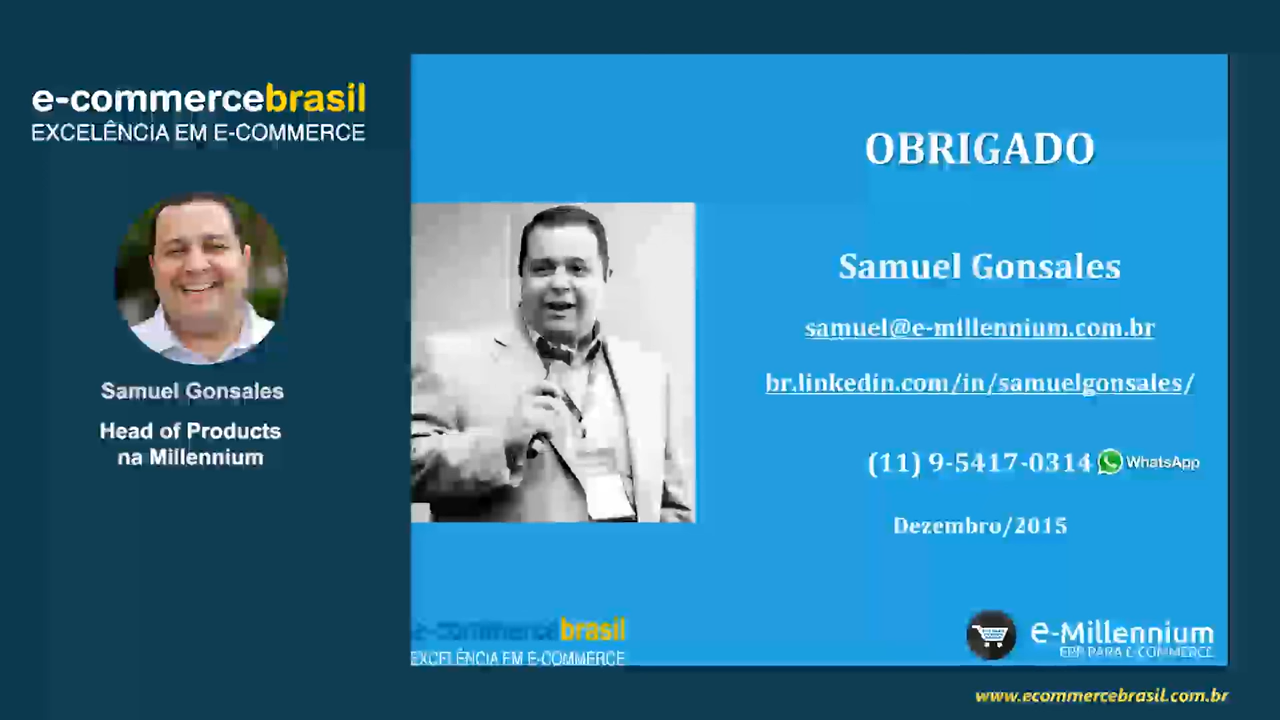 e-commercebrasil
EXCELÊNCIA EM E-COMMERCE
Samuel Gonsales
Head of Products
na Millennium
OBRIGADO
Samuel Gonsales
samuel@e-millennium.com.br
br.linkedin.com/in/samuelgonsales/
(11) 9-5417-0314 WhatsApp
Dezembro/2015
e-commercebrasil
EXCELÊNCIA EM E-COMMERCE
e-Millennium
ERP PARA E-COMMERCE
www.ecommercebrasil.com.br